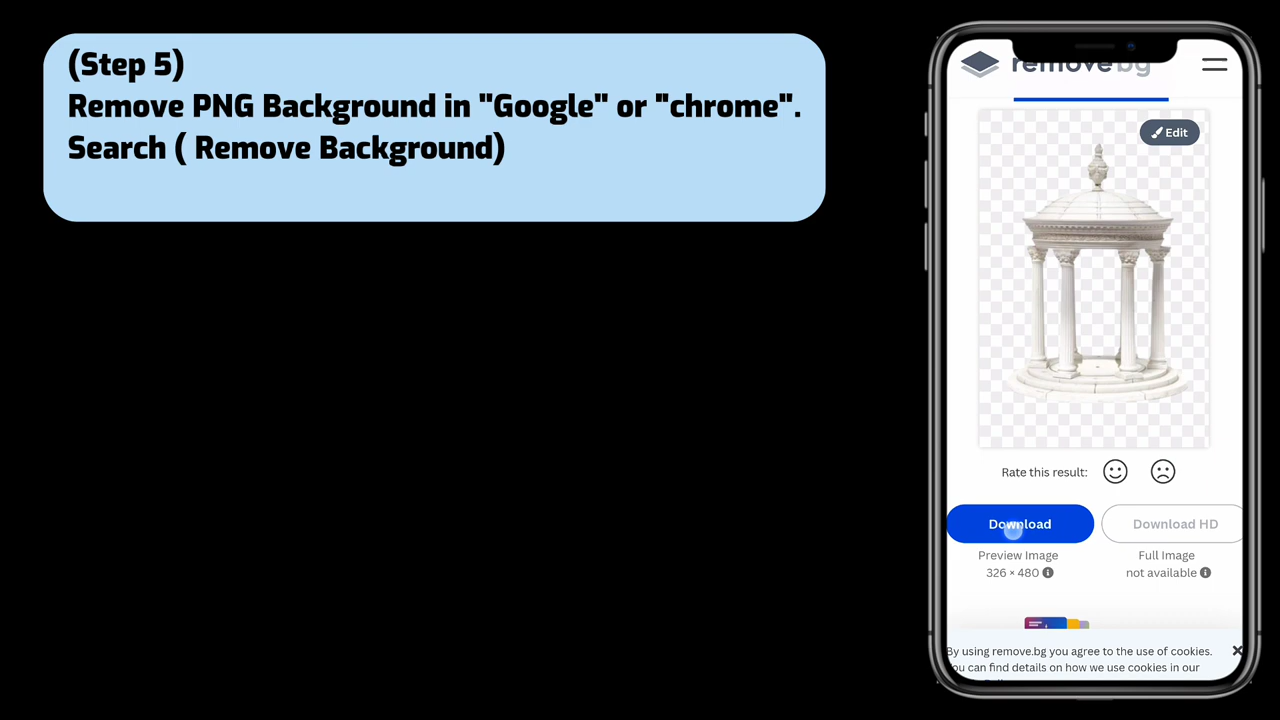 (Step 5)
Remove PNG Background in "Google" or "chrome".
Search ( Remove Background)
remove bg
Edit
Rate this result:
Download
Download HD
Preview Image
Full Image
326 × 480
not available
By using remove.bg you agree to the use of cookies.
You can find details on how we use cookies in our